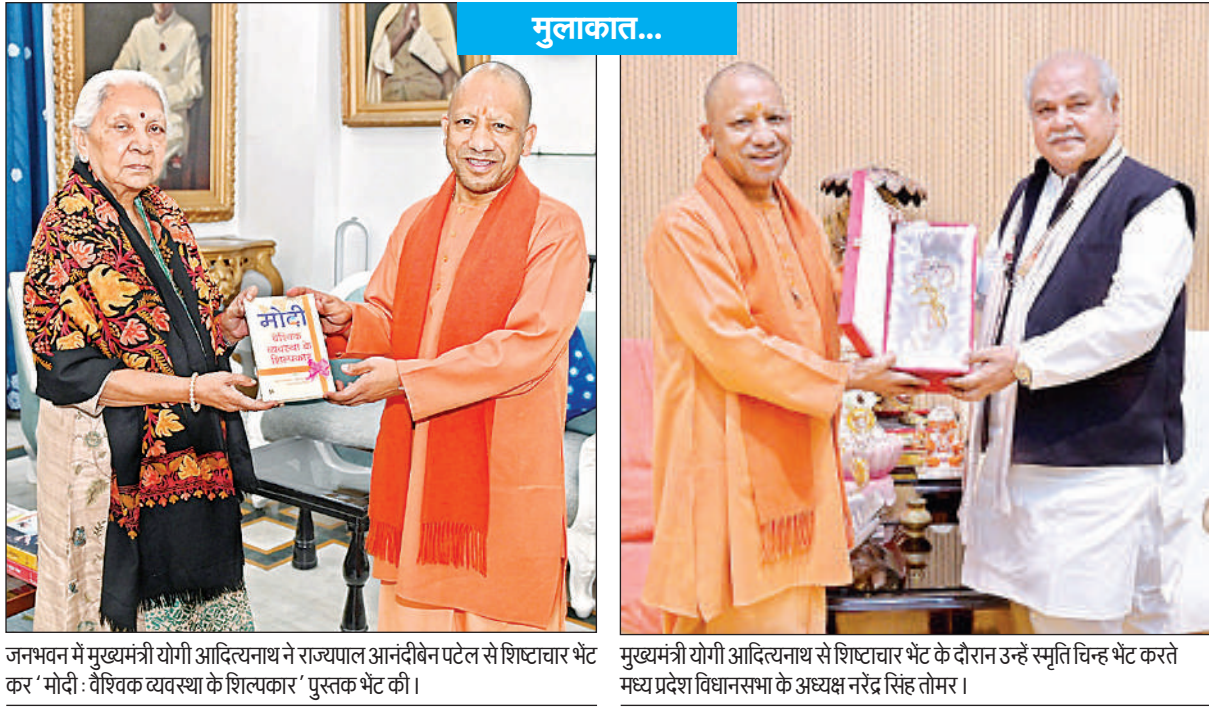 मुलाकात...
मोदी
वैश्विक
व्यवस्था के
शिल्पकार
जनभवन में मुख्यमंत्री योगी आदित्यनाथ ने राज्यपाल आनंदीबेन पटेल से शिष्टाचार भेंट
कर ‘ मोदी : वैश्विक व्यवस्था के शिल्पकार ’ पुस्तक भेंट की।
मुख्यमंत्री योगी आदित्यनाथ से शिष्टाचार भेंट के दौरान उन्हें स्मृति चिन्ह भेंट करते
मध्य प्रदेश विधानसभा के अध्यक्ष नरेंद्र सिंह तोमर।